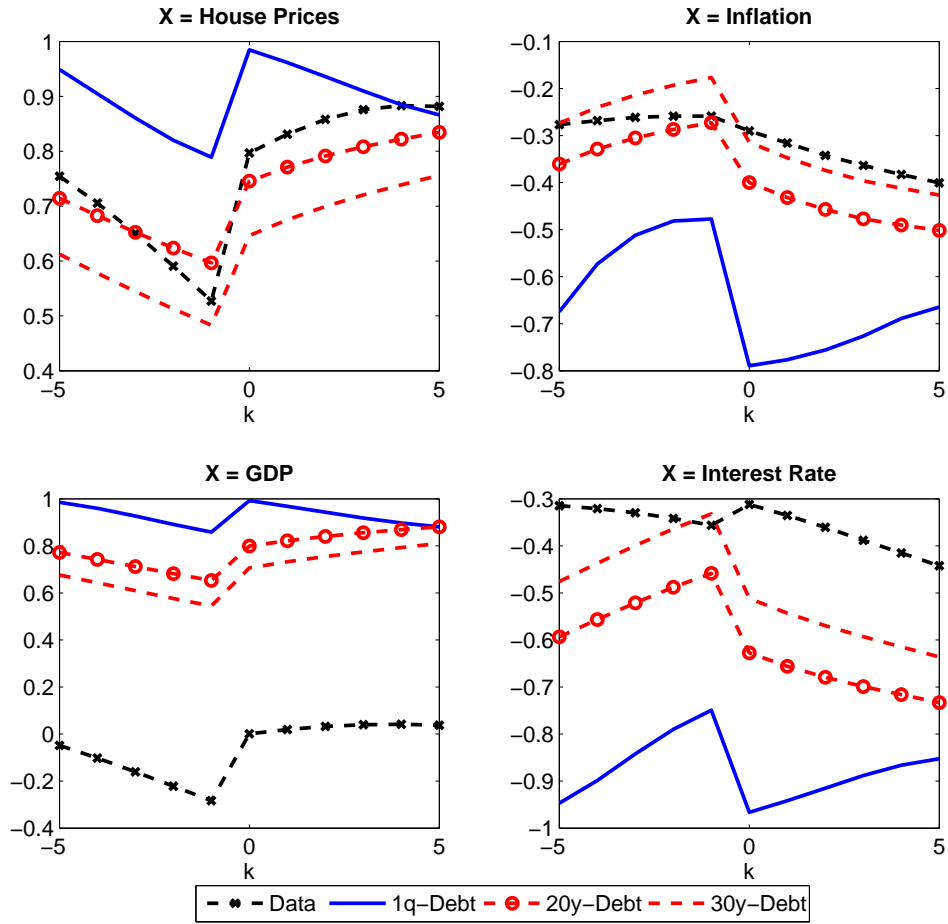 X = House Prices
1
0.9
0.8
0.7
0.6
0.5
0.4
−5 0 5
k
X = Inflation
−0.1
−0.2
−0.3
−0.4
−0.5
−0.6
−0.7
−0.8
−5 0 5
k
X = GDP
1
0.8
0.6
0.4
0.2
0
−0.2
−0.4
−5 0 5
k
X = Interest Rate
−0.3
−0.4
−0.5
−0.6
−0.7
−0.8
−0.9
−1
−5 0 5
k
Data 1q−Debt 20y−Debt 30y−Debt